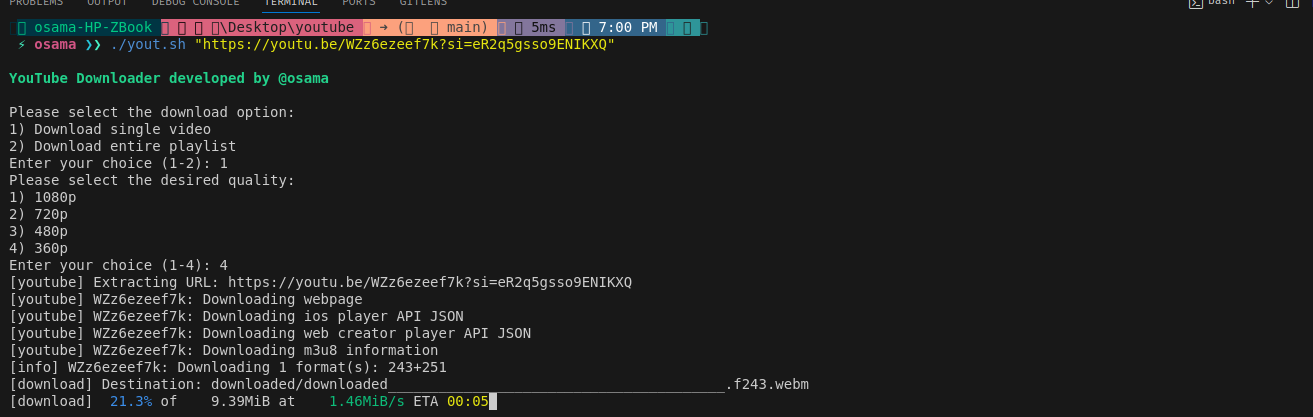 PROBLEMS OUTPUT DEBUG CONSOLE TERMINAL PORTS GITLENS bash
osama-HP-ZBook \Desktop\youtube ➔ ( main) 5ms 7:00 PM
⚡ osama ❯❯ ./yout.sh "https://youtu.be/WZz6ezeef7k?si=eR2q5gsso9ENIKXQ"
YouTube Downloader developed by @osama
Please select the download option:
1) Download single video
2) Download entire playlist
Enter your choice (1-2): 1
Please select the desired quality:
1) 1080p
2) 720p
3) 480p
4) 360p
Enter your choice (1-4): 4
[youtube] Extracting URL: https://youtu.be/WZz6ezeef7k?si=eR2q5gsso9ENIKXQ
[youtube] WZz6ezeef7k: Downloading webpage
[youtube] WZz6ezeef7k: Downloading ios player API JSON
[youtube] WZz6ezeef7k: Downloading web creator player API JSON
[youtube] WZz6ezeef7k: Downloading m3u8 information
[info] WZz6ezeef7k: Downloading 1 format(s): 243+251
[download] Destination: downloaded/downloaded________________________________________.f243.webm
[download] 21.3% of 9.39MiB at 1.46MiB/s ETA 00:05